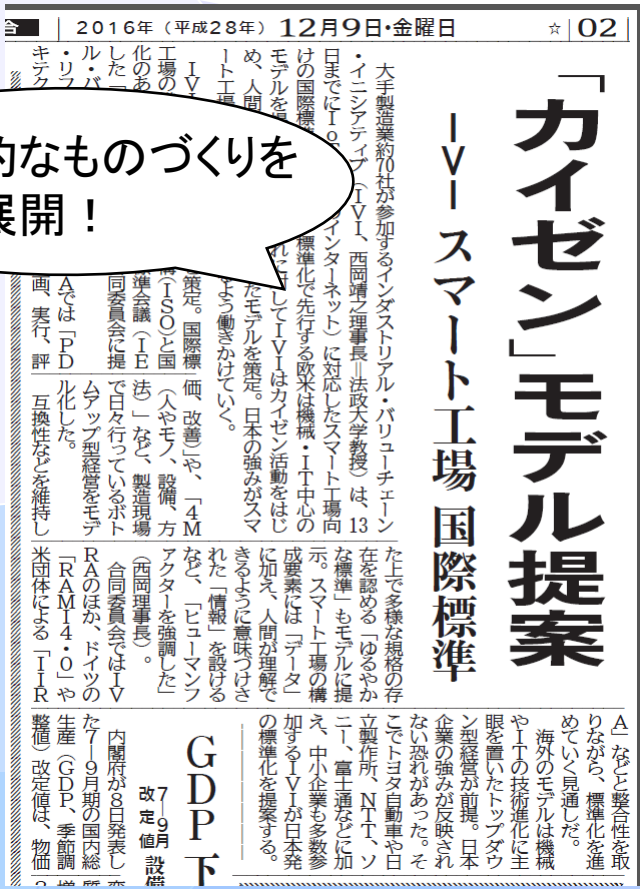 合 2016年（平成28年）12月9日・金曜日 ☆ 02
「カイゼン」モデル提案
IVI スマート工場 国際標準
的なものづくりを
展開！
大手製造業約70社が参加するインダストリアル・バリューチェーン
・イニシアティブ（IVI、西岡靖之理事長＝法政大学教授）は、13
日までにIoT のインターネット）に対応したスマート工場向
けの国際標準 標準化で先行する欧米は機械・IT中心の
モデルを れに対してIVIはカイゼン活動をはじ
め、人間 たモデルを策定。日本の強みがスマ
ート工場 よう働きかけていく。
IVI を策定。国際標
工場の 構（ISO）と国
化のあ 準会議（IE
した「 同委員会に提
ル・バ
・リフ Aでは「PD
キテク 画、実行、評
価、改善」や、「4M
（人やモノ、設備、方
法）」など、製造現場
で日々行っているボト
ムアップ型経営をモデ
ル化した。
互換性などを維持し
た上で多様な規格の存
在を認める「ゆるやか
な標準」もモデルに提
示。スマート工場の構
成要素には「データ」
に加え、人間が理解で
きるように意味づけさ
れた「情報」を設ける
など、「ヒューマンフ
ァクターを強調した」
（西岡理事長）。
合同委員会ではIV
RAのほか、ドイツの
「RAMI4・0」や
米団体による「IIR
A」などと整合性を取
りながら、標準化を進
めていく見通しだ。
海外のモデルは機械
やITの技術進化に主
眼を置いたトップダウ
ン型経営が前提。日本
企業の強みが反映され
ない恐れがあった。そ
こでトヨタ自動車や日
立製作所、NTT、ソ
ニー、富士通などに加
え、中小企業も多数参
加するIVIが日本発
の標準化を提案する。
GDP下
7―9月
改定値
設備
内閣府が8日発表し
た7―9月期の国内総
生産（GDP、季節調
整値）改定値は、物価